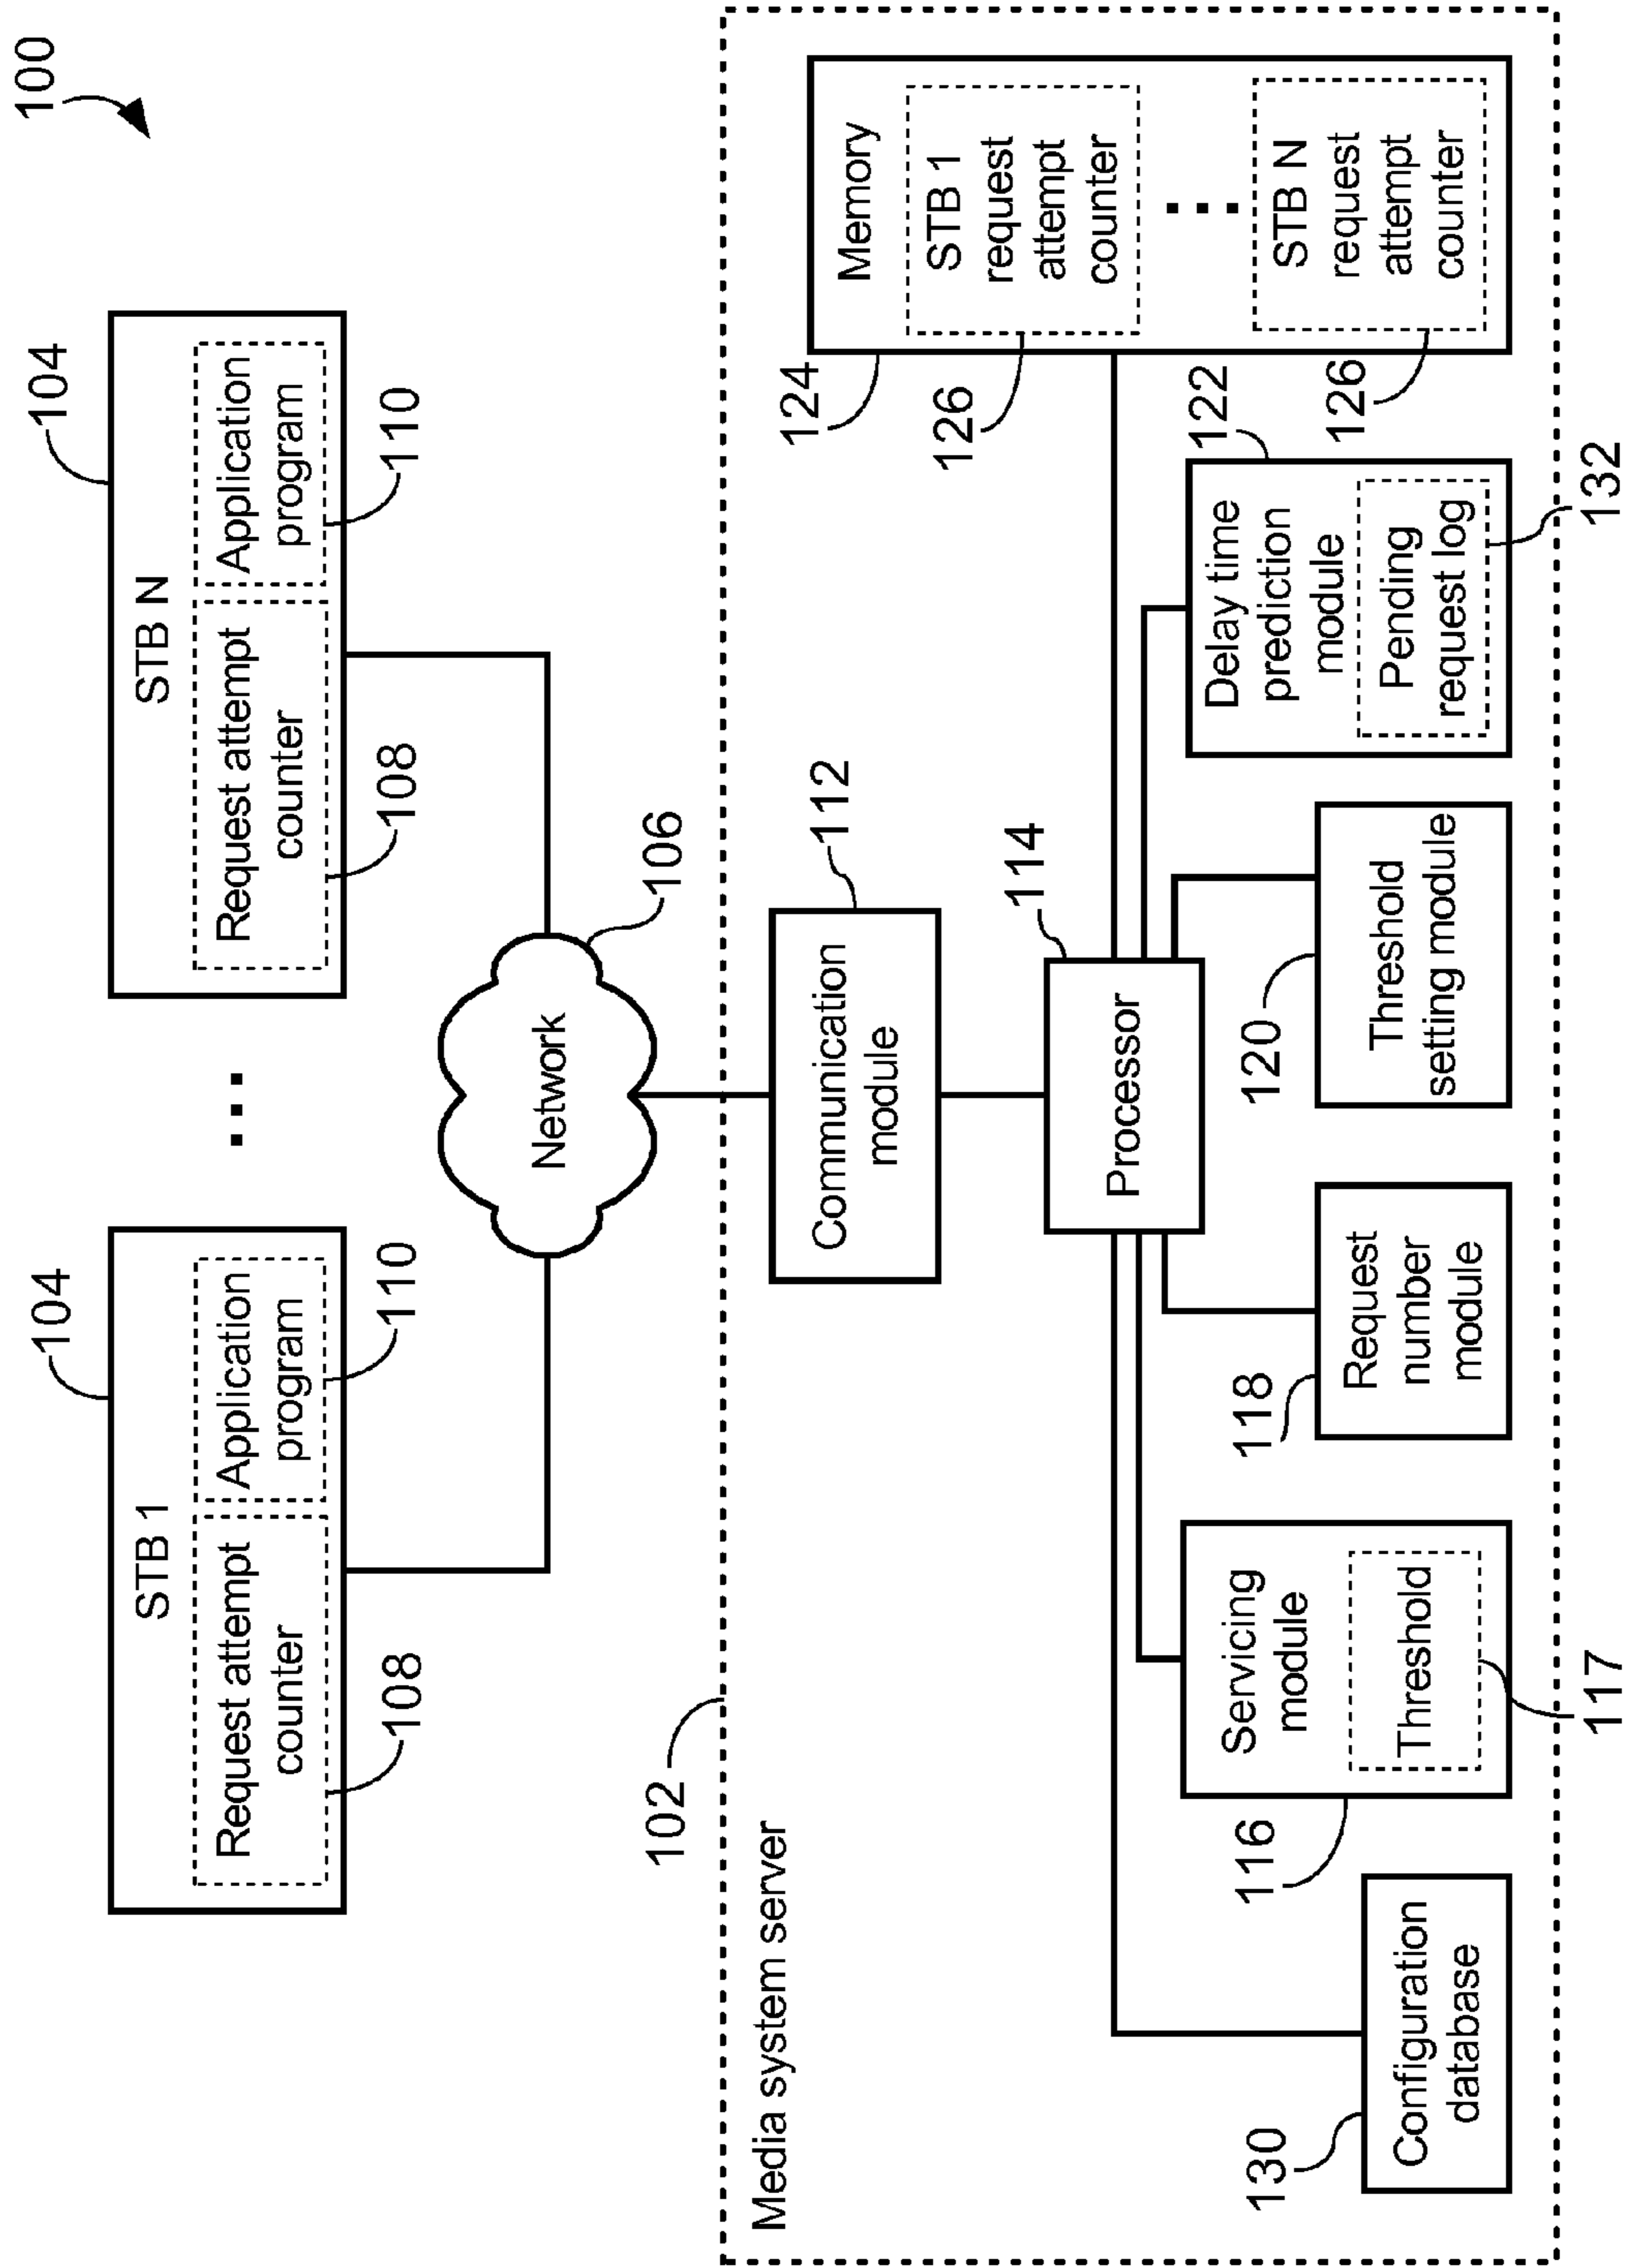 100
104
104
STB 1
STB N
Request attempt
counter
Application
program
Request attempt
counter
Application
program
108
110
108
110
Network
106
102
Media system server
Communication
module
112
Processor
114
124
Memory
STB 1
request
attempt
counter
126
STB N
request
attempt
counter
126
130
Configuration
database
116
Servicing
module
Threshold
117
118
Request
number
module
120
Threshold
setting module
122
Delay time
prediction
module
Pending
request log
132